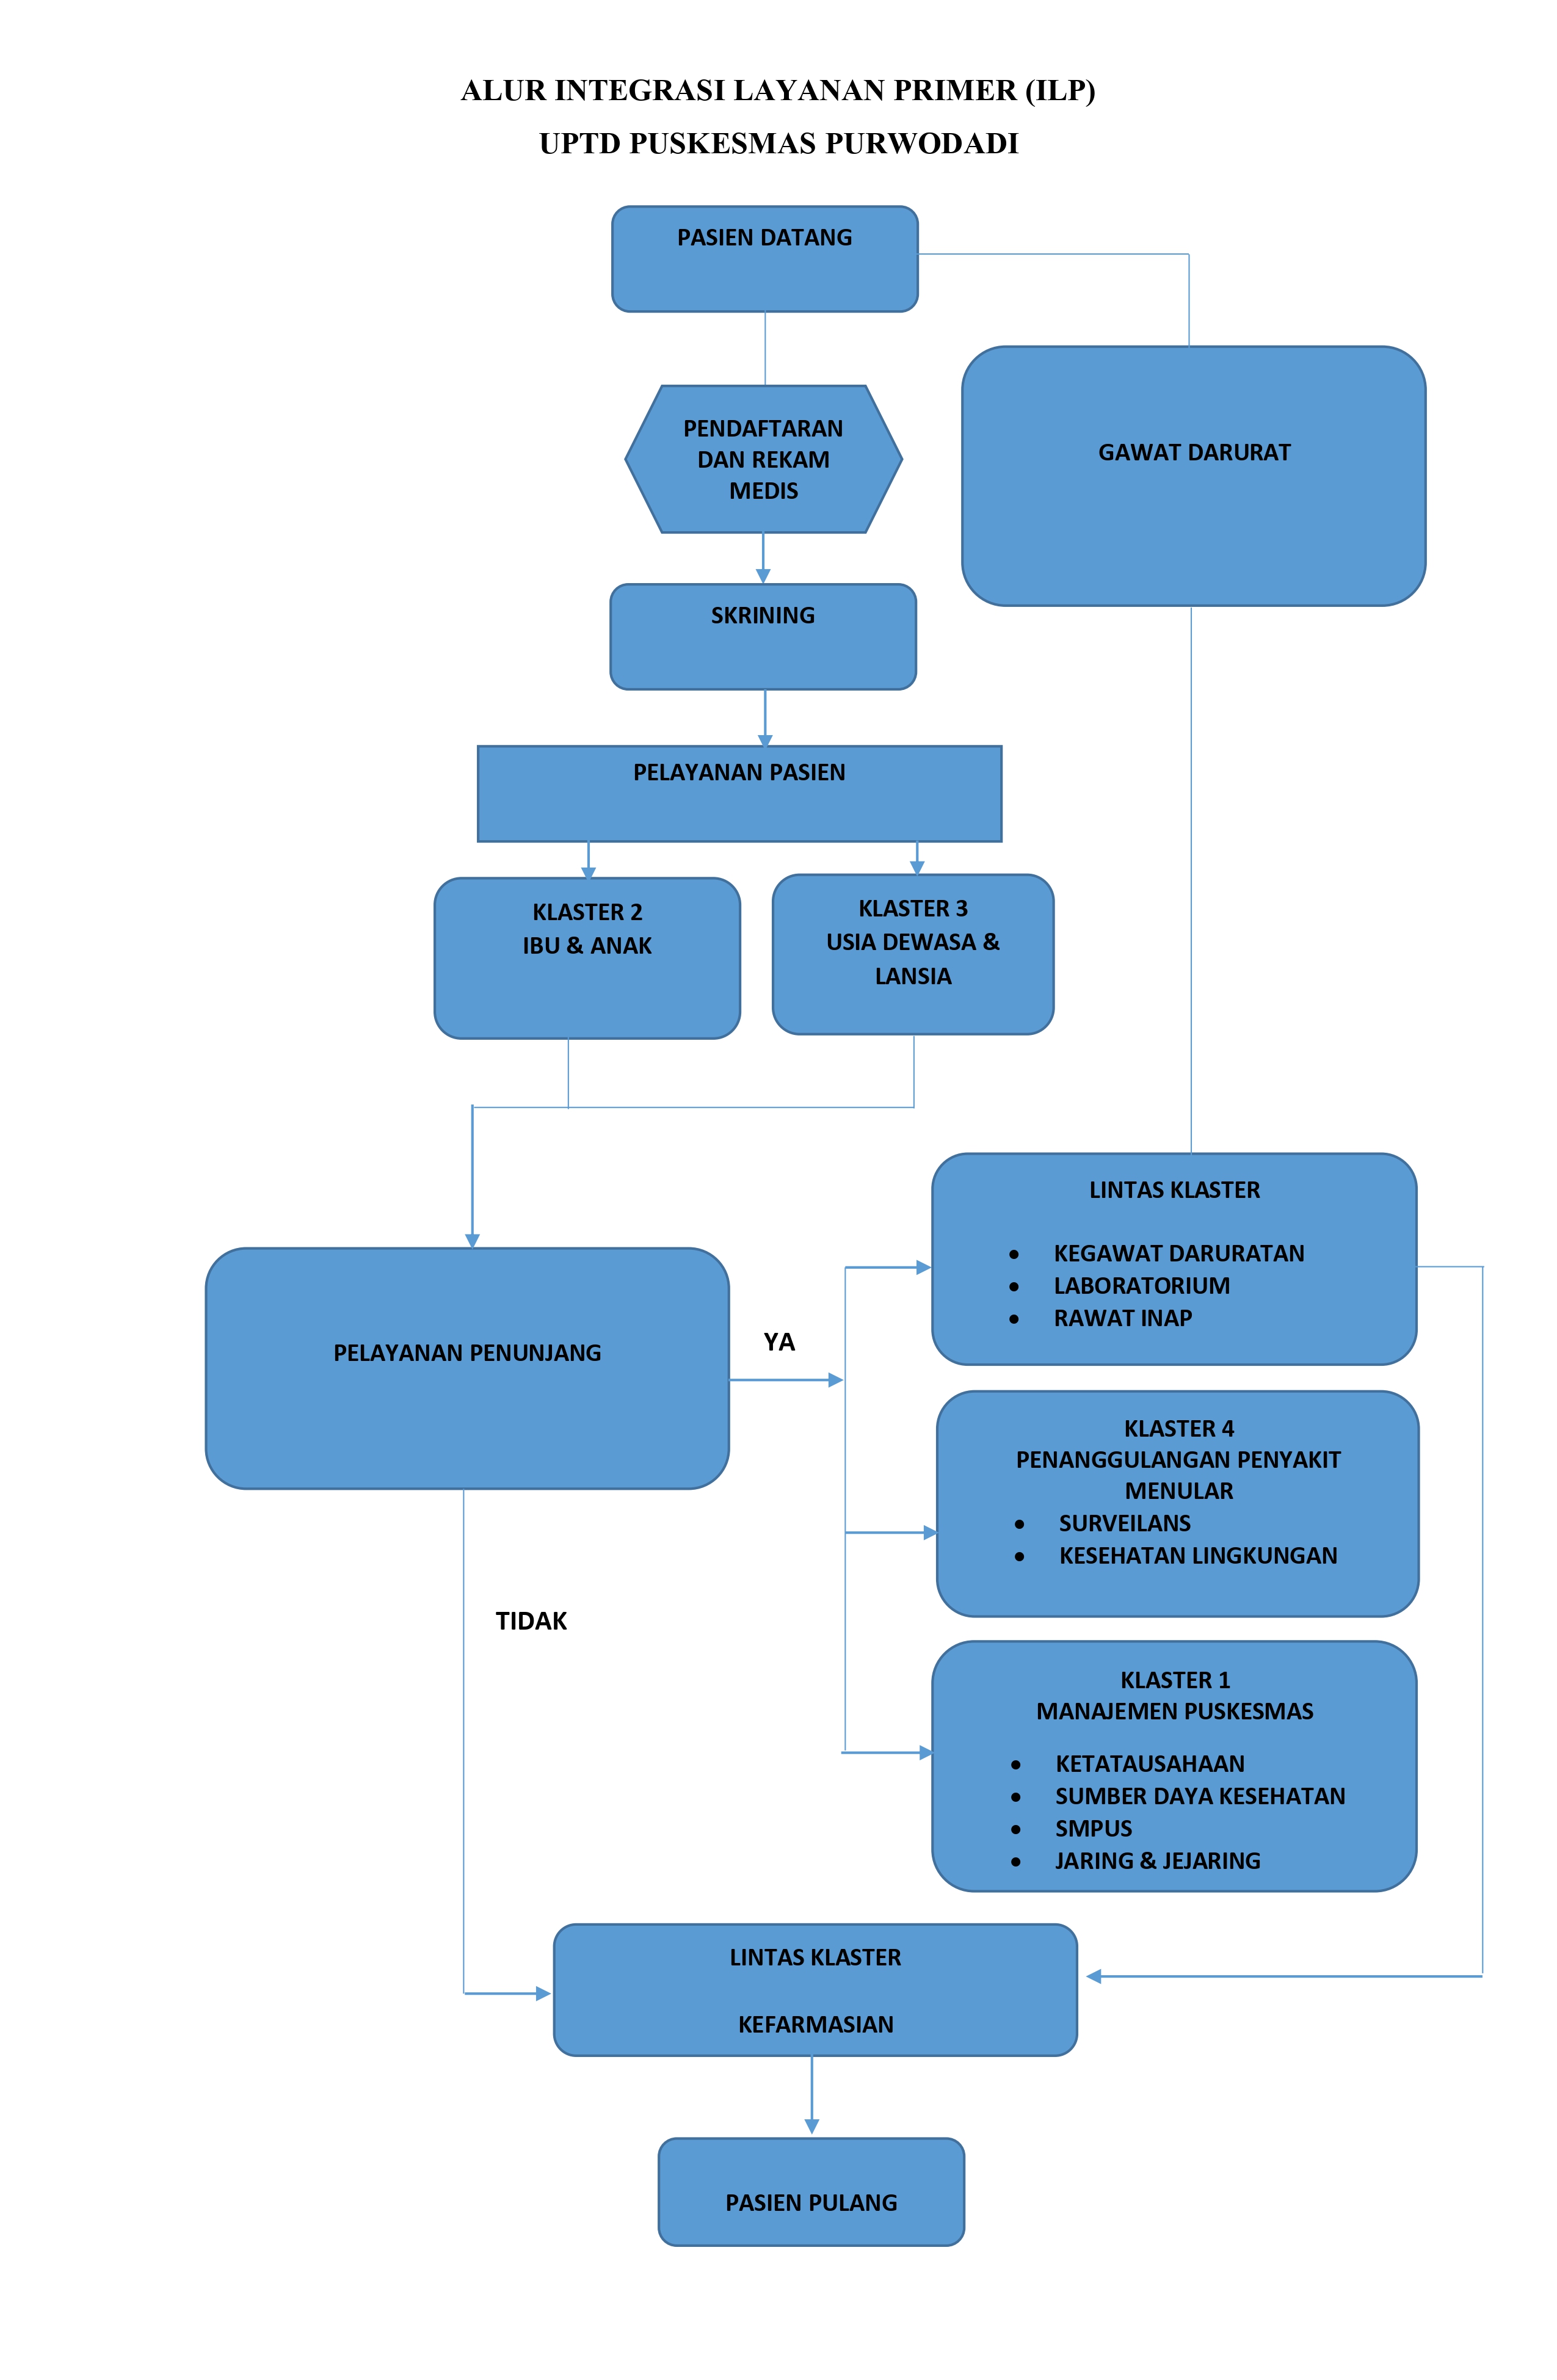 ALUR INTEGRASI LAYANAN PRIMER (ILP)
UPTD PUSKESMAS PURWODADI
PASIEN DATANG
PENDAFTARAN
DAN REKAM
MEDIS
GAWAT DARURAT
SKRINING
PELAYANAN PASIEN
KLASTER 2
IBU & ANAK
KLASTER 3
USIA DEWASA &
LANSIA
LINTAS KLASTER
• KEGAWAT DARURATAN
• LABORATORIUM
• RAWAT INAP
PELAYANAN PENUNJANG
YA
KLASTER 4
PENANGGULANGAN PENYAKIT
MENULAR
• SURVEILANS
• KESEHATAN LINGKUNGAN
TIDAK
KLASTER 1
MANAJEMEN PUSKESMAS
• KETATAUSAHAAN
• SUMBER DAYA KESEHATAN
• SMPUS
• JARING & JEJARING
LINTAS KLASTER
KEFARMASIAN
PASIEN PULANG